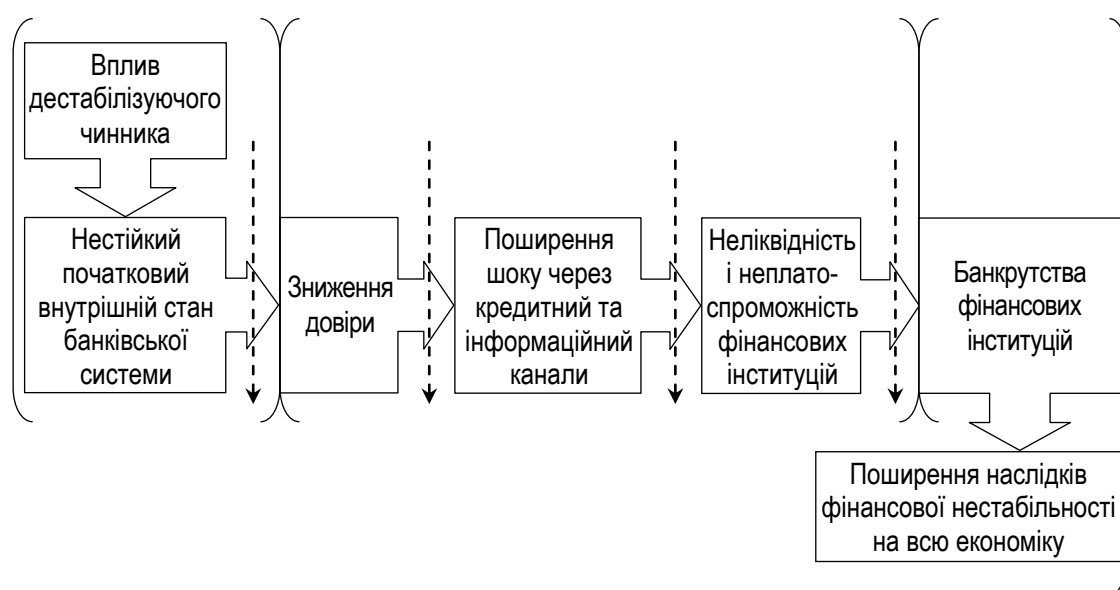 Вплив
дестабілізуючого
чинника
Нестійкий
початковий
внутрішній стан
банківської
системи
Зниження
довіри
Поширення
шоку через
кредитний та
інформаційний
канали
Неліквідність
і неплато-
спроможність
фінансових
інституцій
Банкрутства
фінансових
інституцій
Поширення наслідків
фінансової нестабільності
на всю економіку